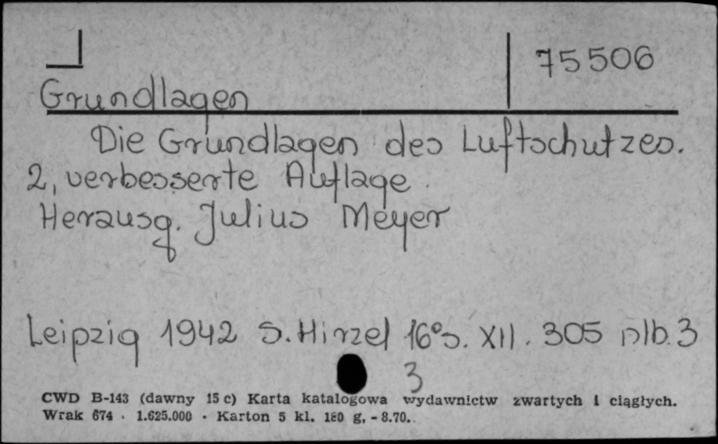 75506
Grundlagen
Die Grundlagen des Luftschutzes.
2, verbesserte Auflage.
Herausg. Julius Meyer
Leipzig 1942 S. Hirzel 16° s. XII. 305 nlb. 3
3
CWD B-143 (dawny 15 c) Karta katalogowa wydawnictw zwartych i ciągłych.
Wrak 674 · 1.625.000 · Karton 5 kl. 180 g. - 8.70.